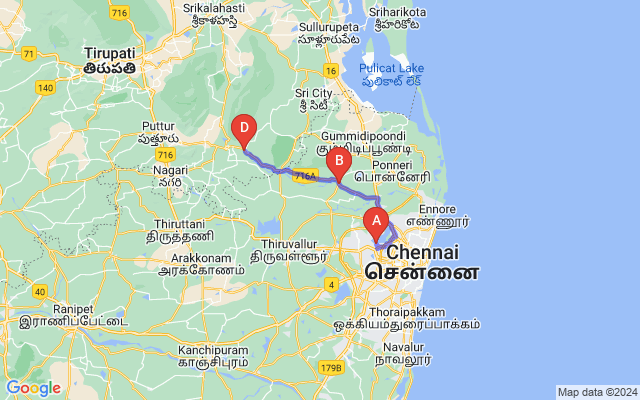 Srikalahasti
శ్రీకాళహస్తి
Sriharikota
శ్రీహరికోట
Sullurupeta
సూళ్లూరుపేట
716
71
Tirupati
తిరుపతి
16
Pulicat Lake
పులికాట్ లేక్
140
Sri City
శ్రీ సిటీ
D
Puttur
పుత్తూరు
Gummidipoondi
கும்மிடிப்பூண்டி
716
B
Ponneri
பொன்னேரி
Nagari
నగరి
716A
Ennore
எண்ணூர்
Thiruttani
திருத்தணி
A
Thiruvallur
திருவள்ளூர்
Chennai
சென்னை
Arakkonam
அரக்கோணம்
40
4
Ranipet
இராணிப்பேட்டை
Thoraipakkam
ஒக்கியம்துரைப்பாக்கம்
Kanchipuram
காஞ்சிபுரம்
Navalur
நாவலூர்
179B
Google
Map data ©2024